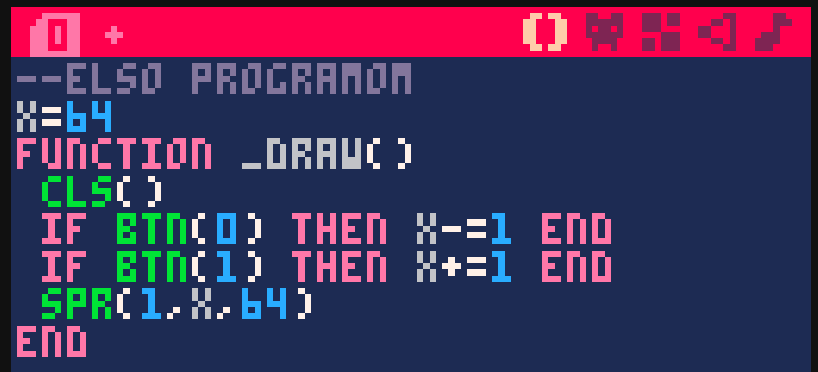 0 +
--ELSO PROGRAMOM
X=64
FUNCTION _DRAW()
CLS()
IF BTN(0) THEN X-=1 END
IF BTN(1) THEN X+=1 END
SPR(1,X,64)
END